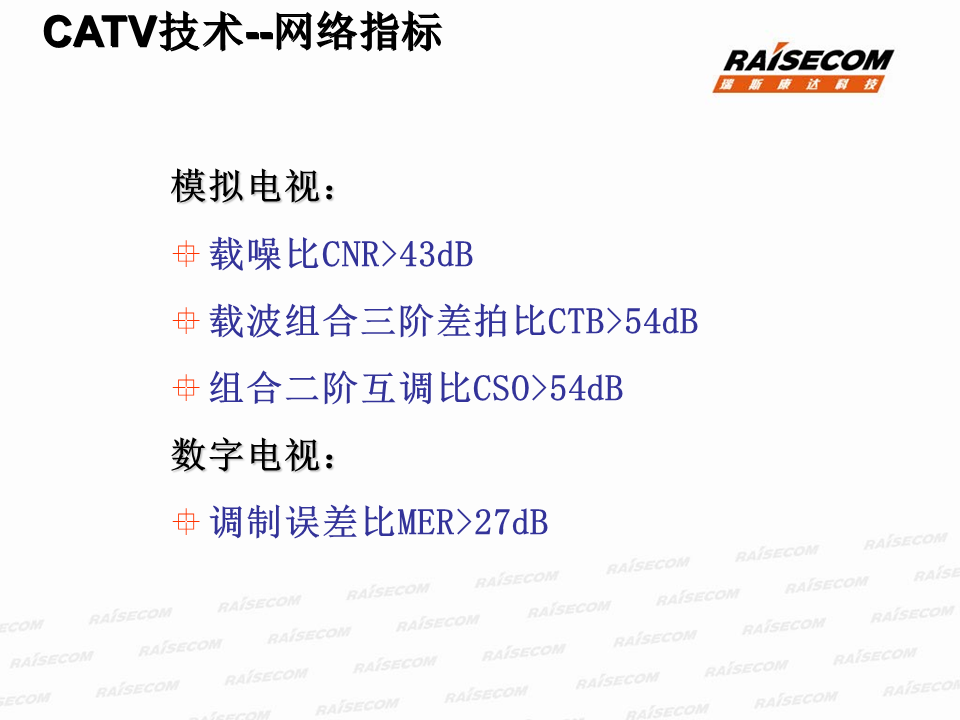 CATV技术--网络指标
RAISECOM
瑞斯康达科技
模拟电视：
载噪比CNR>43dB
载波组合三阶差拍比CTB>54dB
组合二阶互调比CSO>54dB
数字电视：
调制误差比MER>27dB